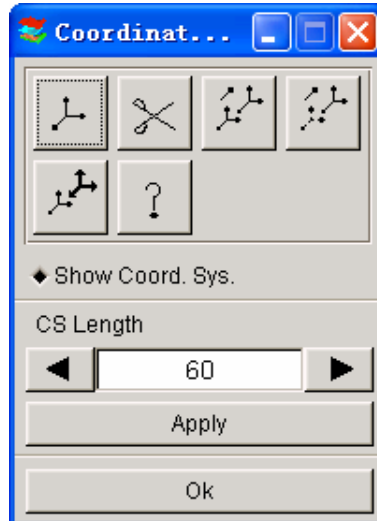 Coordinat...
?
Show Coord. Sys.
CS Length
60
Apply
Ok